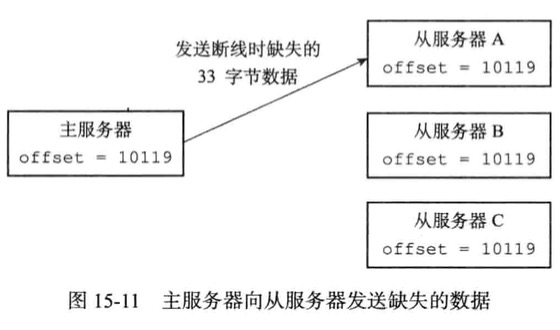 发送断线时缺失的
33 字节数据
主服务器
offset = 10119
从服务器 A
offset = 10119
从服务器 B
offset = 10119
从服务器 C
offset = 10119
图 15-11 主服务器向从服务器发送缺失的数据